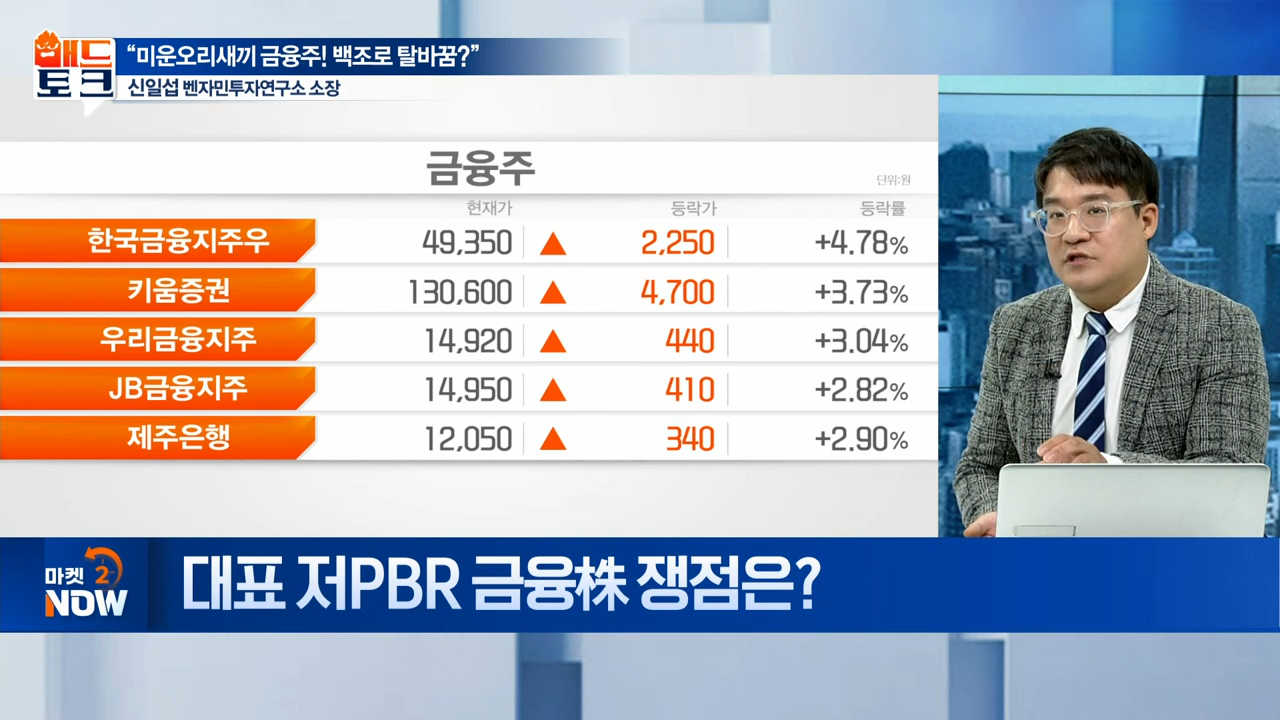 배드
토크
“미운오리새끼 금융주! 백조로 탈바꿈?”
신일섭 벤자민투자연구소 소장
금융주
단위:원
현재가 등락가 등락률
한국금융지주우 49,350 ▲ 2,250 +4.78%
키움증권 130,600 ▲ 4,700 +3.73%
우리금융지주 14,920 ▲ 440 +3.04%
JB금융지주 14,950 ▲ 410 +2.82%
제주은행 12,050 ▲ 340 +2.90%
마켓 2
NOW
대표 저PBR 금융株 쟁점은?